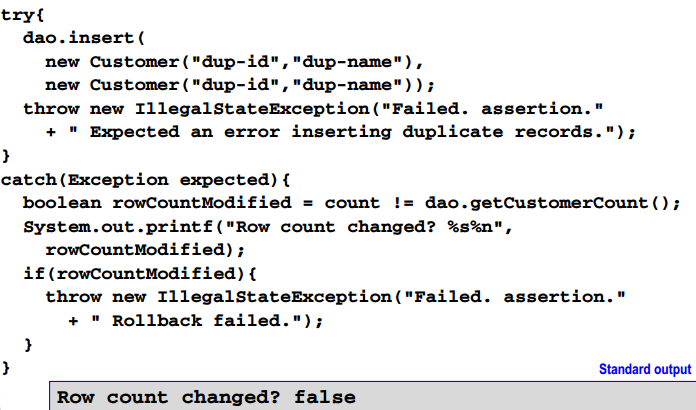 try{
  dao.insert(
    new Customer("dup-id","dup-name"),
    new Customer("dup-id","dup-name"));
  throw new IllegalStateException("Failed. assertion."
    + " Expected an error inserting duplicate records.");
}
catch(Exception expected){
  boolean rowCountModified = count != dao.getCustomerCount();
  System.out.printf("Row count changed? %s%n",
    rowCountModified);
  if(rowCountModified){
    throw new IllegalStateException("Failed. assertion."
      + " Rollback failed.");
  }
}
Standard output
Row count changed? false